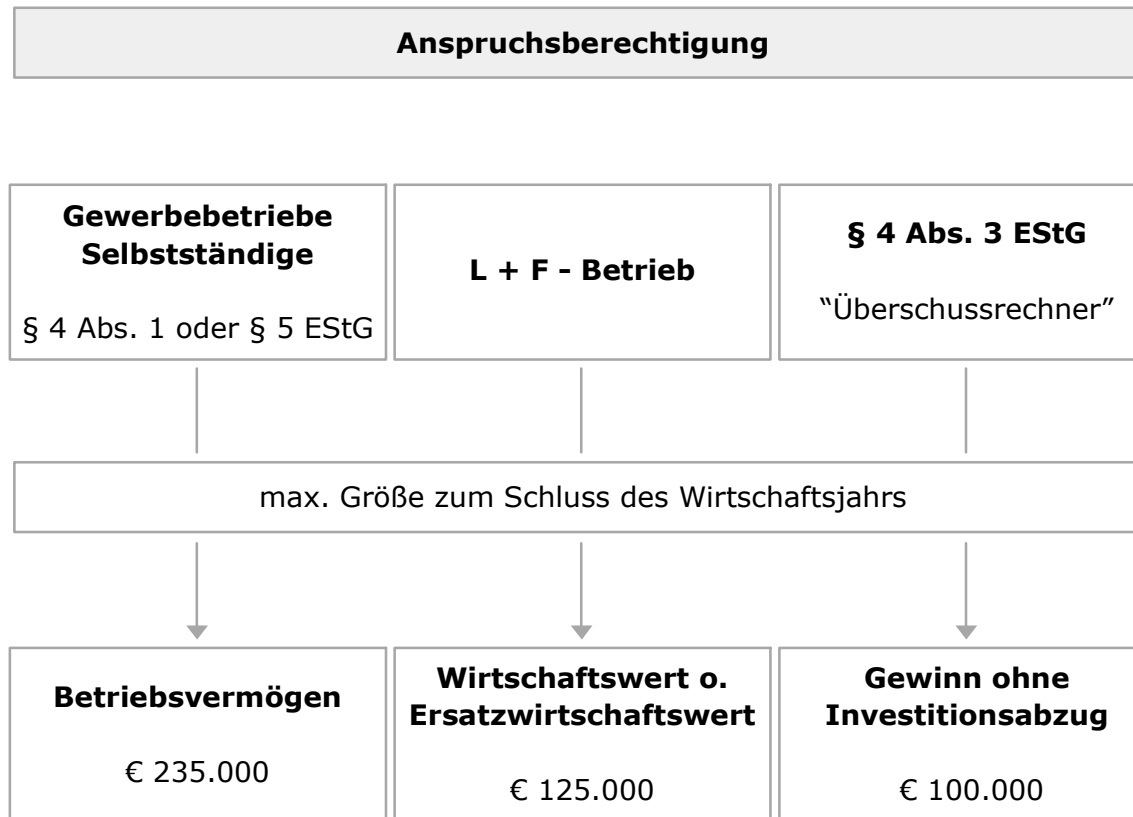 Anspruchsberechtigung
Gewerbebetriebe
Selbstständige
§ 4 Abs. 1 oder § 5 EStG
L + F - Betrieb
§ 4 Abs. 3 EStG
“Überschussrechner”
max. Größe zum Schluss des Wirtschaftsjahrs
Betriebsvermögen
€ 235.000
Wirtschaftswert o.
Ersatzwirtschaftswert
€ 125.000
Gewinn ohne
Investitionsabzug
€ 100.000